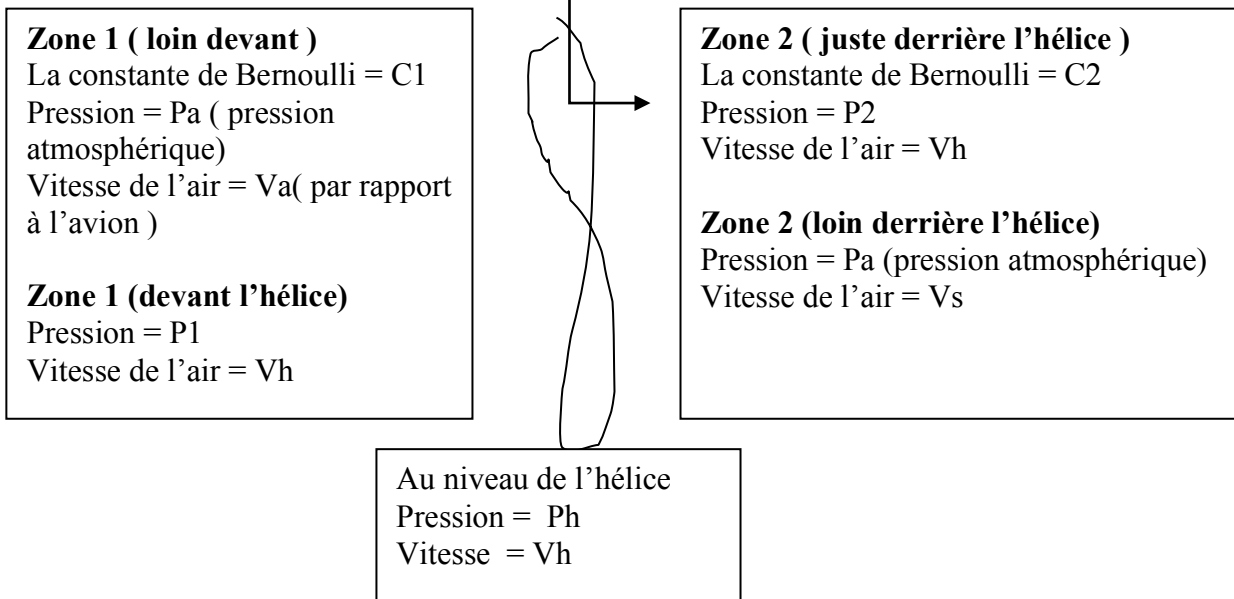 Zone 1 ( loin devant )
La constante de Bernoulli = C1
Pression = Pa ( pression
atmosphérique)
Vitesse de l’air = Va( par rapport
à l’avion )
Zone 1 (devant l’hélice)
Pression = P1
Vitesse de l’air = Vh
Zone 2 ( juste derrière l’hélice )
La constante de Bernoulli = C2
Pression = P2
Vitesse de l’air = Vh
Zone 2 (loin derrière l’hélice)
Pression = Pa (pression atmosphérique)
Vitesse de l’air = Vs
Au niveau de l’hélice
Pression =  Ph
Vitesse  = Vh